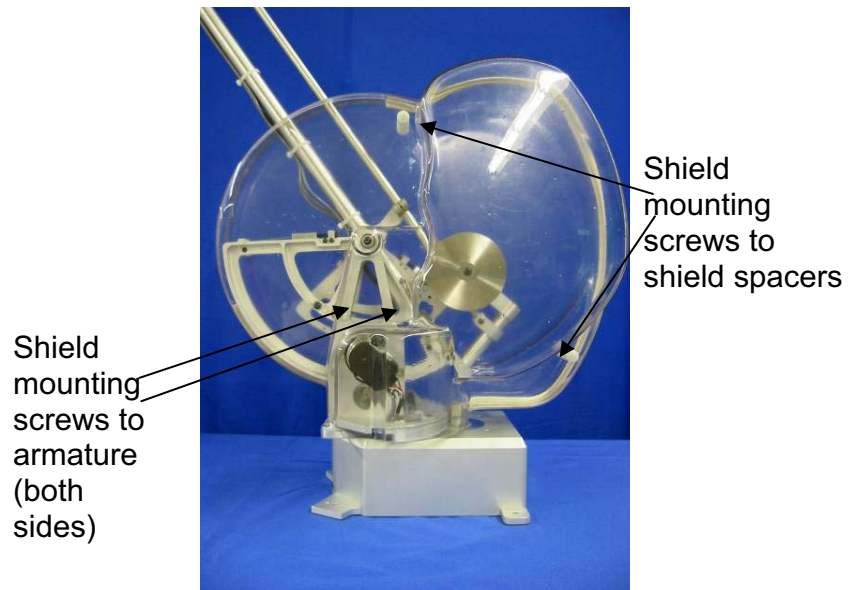 Shield
mounting
screws to
shield spacers
Shield
mounting
screws to
armature
(both
sides)